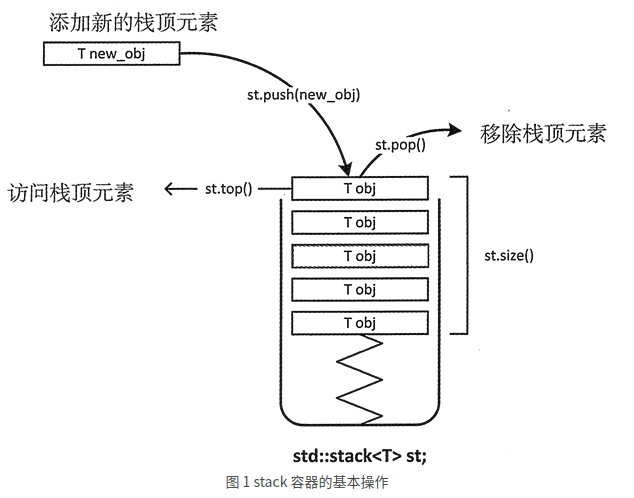 添加新的栈顶元素
T new_obj
st.push(new_obj)
st.pop()
移除栈顶元素
访问栈顶元素
st.top()
T obj
T obj
T obj
T obj
T obj
st.size()
std::stack<T> st;
图 1 stack 容器的基本操作